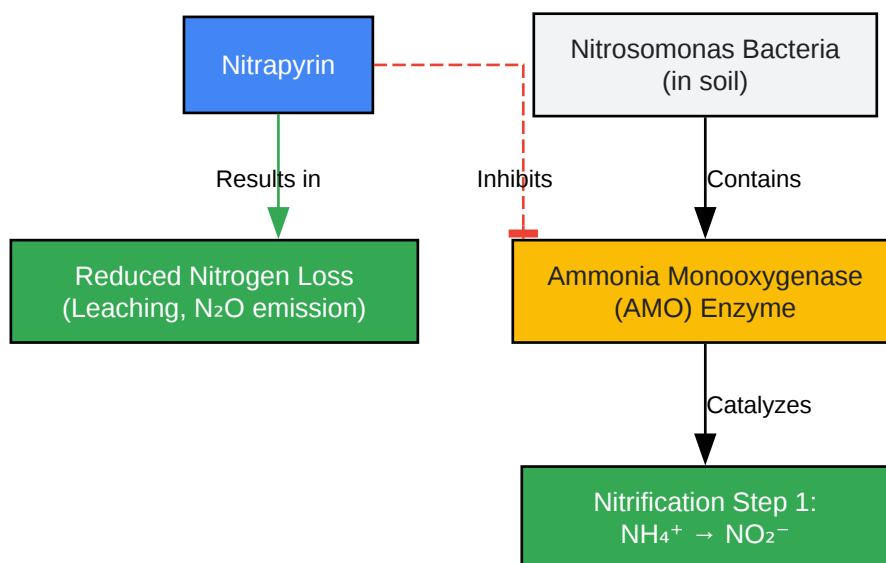 Nitrapyrin
Nitrosomonas Bacteria
(in soil)
Results in
Inhibits
Contains
Reduced Nitrogen Loss
(Leaching, N₂O emission)
Ammonia Monooxygenase
(AMO) Enzyme
Catalyzes
Nitrification Step 1:
NH₄⁺ → NO₂⁻